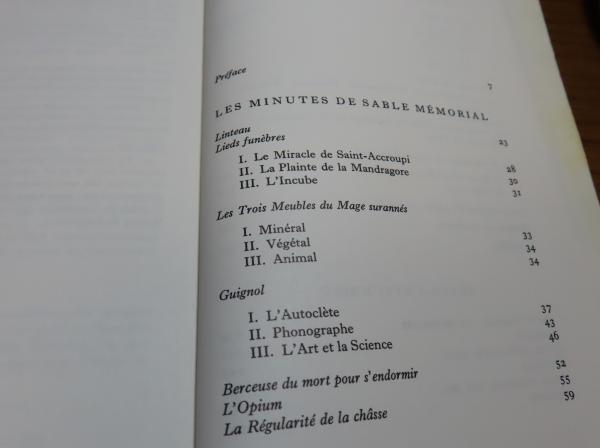 Préface 7
LES MINUTES DE SABLE MÉMORIAL
Linteau 23
Lieds funèbres
I. Le Miracle de Saint-Accroupi 28
II. La Plainte de la Mandragore 30
III. L'Incube 31
Les Trois Meubles du Mage surannés
I. Minéral 33
II. Végétal 34
III. Animal 34
Guignol
I. L'Autoclète 37
II. Phonographe 43
III. L'Art et la Science 46
Berceuse du mort pour s'endormir 52
L'Opium 55
La Régularité de la châsse 59